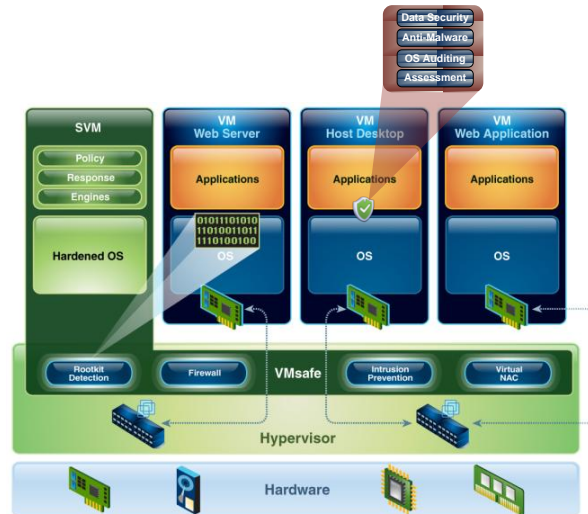 Data Security
Anti-Malware
OS Auditing
Assessment
SVM
Policy
Response
Engines
Hardened OS
VM
Web Server
Applications
01011101010
1101001011
1110100100
OS
VM
Host Desktop
Applications
OS
VM
Web Application
Applications
OS
Rootkit
Detection
Firewall
VMsafe
Intrusion
Prevention
Virtual
NAC
Hypervisor
Hardware